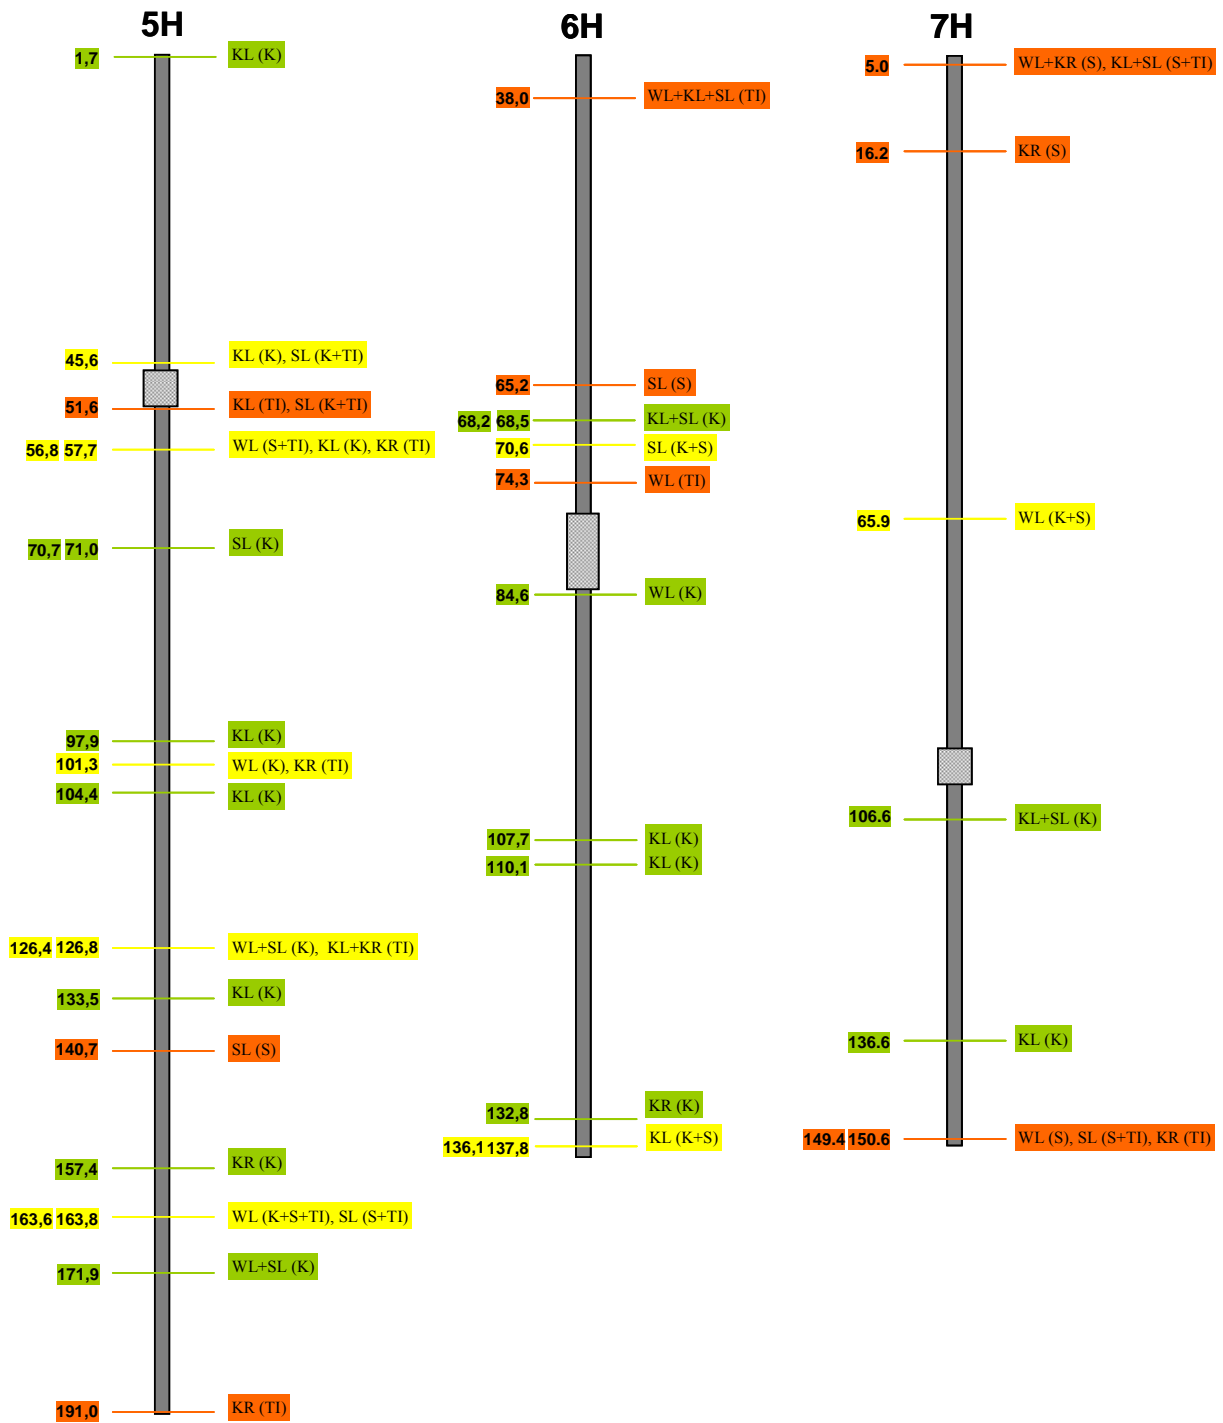 5H
1,7 KL (K)
45,6 KL (K), SL (K+TI)
51,6 KL (TI), SL (K+TI)
56,8 57,7 WL (S+TI), KL (K), KR (TI)
70,7 71,0 SL (K)
97,9 KL (K)
101,3 WL (K), KR (TI)
104,4 KL (K)
126,4 126,8 WL+SL (K), KL+KR (TI)
133,5 KL (K)
140,7 SL (S)
157,4 KR (K)
163,6 163,8 WL (K+S+TI), SL (S+TI)
171,9 WL+SL (K)
191,0 KR (TI)
6H
38,0 WL+KL+SL (TI)
65,2 SL (S)
68,2 68,5 KL+SL (K)
70,6 SL (K+S)
74,3 WL (TI)
84,6 WL (K)
107,7 KL (K)
110,1 KL (K)
132,8 KR (K)
136,1 137,8 KL (K+S)
7H
5.0 WL+KR (S), KL+SL (S+TI)
16.2 KR (S)
65.9 WL (K+S)
106.6 KL+SL (K)
136.6 KL (K)
149.4 150.6 WL (S), SL (S+TI), KR (TI)